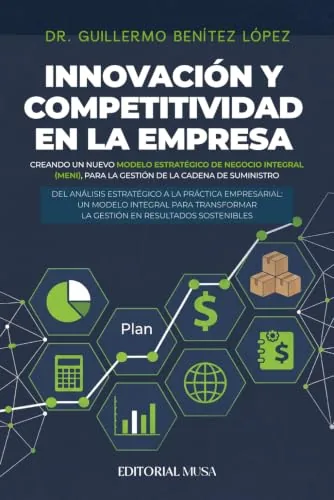 DR. GUILLERMO BENÍTEZ LÓPEZ
INNOVACIÓN Y
COMPETITIVIDAD
EN LA EMPRESA
CREANDO UN NUEVO MODELO ESTRATÉGICO DE NEGOCIO INTEGRAL
(MENI), PARA LA GESTIÓN DE LA CADENA DE SUMINISTRO
DEL ANÁLISIS ESTRATÉGICO A LA PRÁCTICA EMPRESARIAL:
UN MODELO INTEGRAL PARA TRANSFORMAR
LA GESTIÓN EN RESULTADOS SOSTENIBLES
$
Plan
$
EDITORIAL MUSA